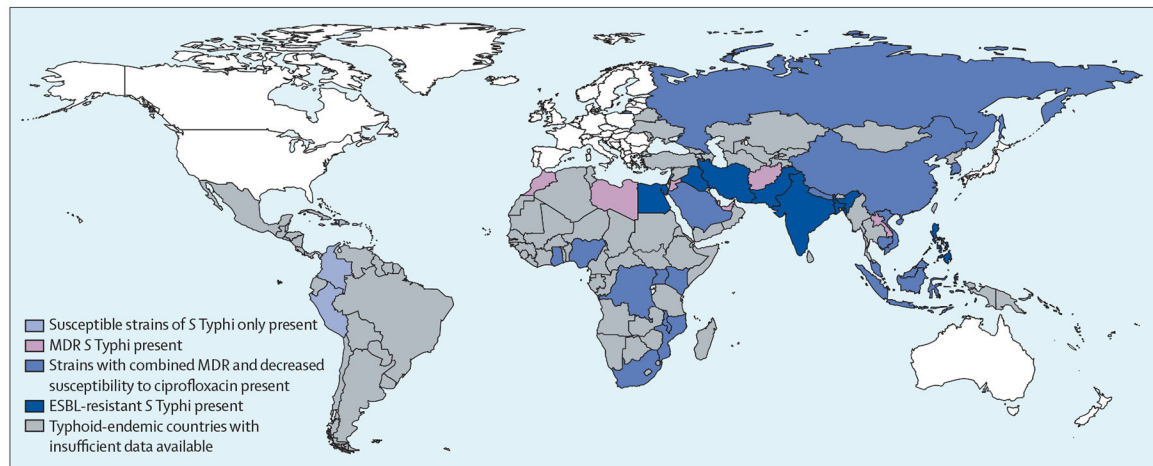 Susceptible strains of S Typhi only present
MDR S Typhi present
Strains with combined MDR and decreased
susceptibility to ciprofloxacin present
ESBL-resistant S Typhi present
Typhoid-endemic countries with
insufficient data available